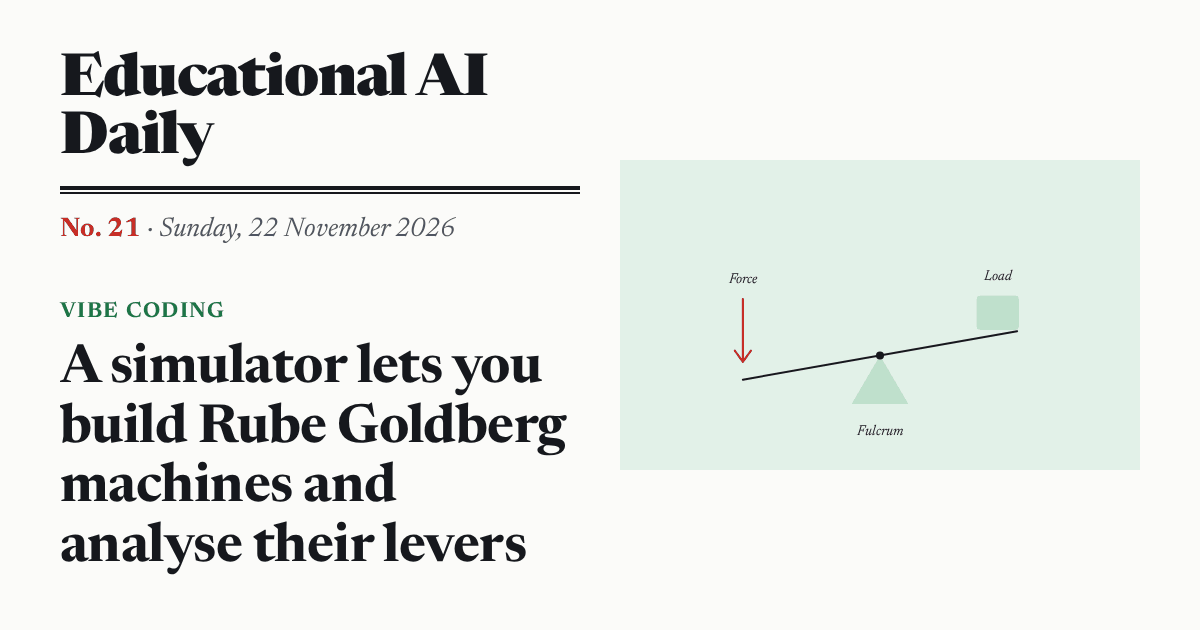 Educational AI
Daily
No. 21 · Sunday, 22 November 2026
VIBE CODING
A simulator lets you
build Rube Goldberg
machines and
analyse their levers
Force
Load
Fulcrum